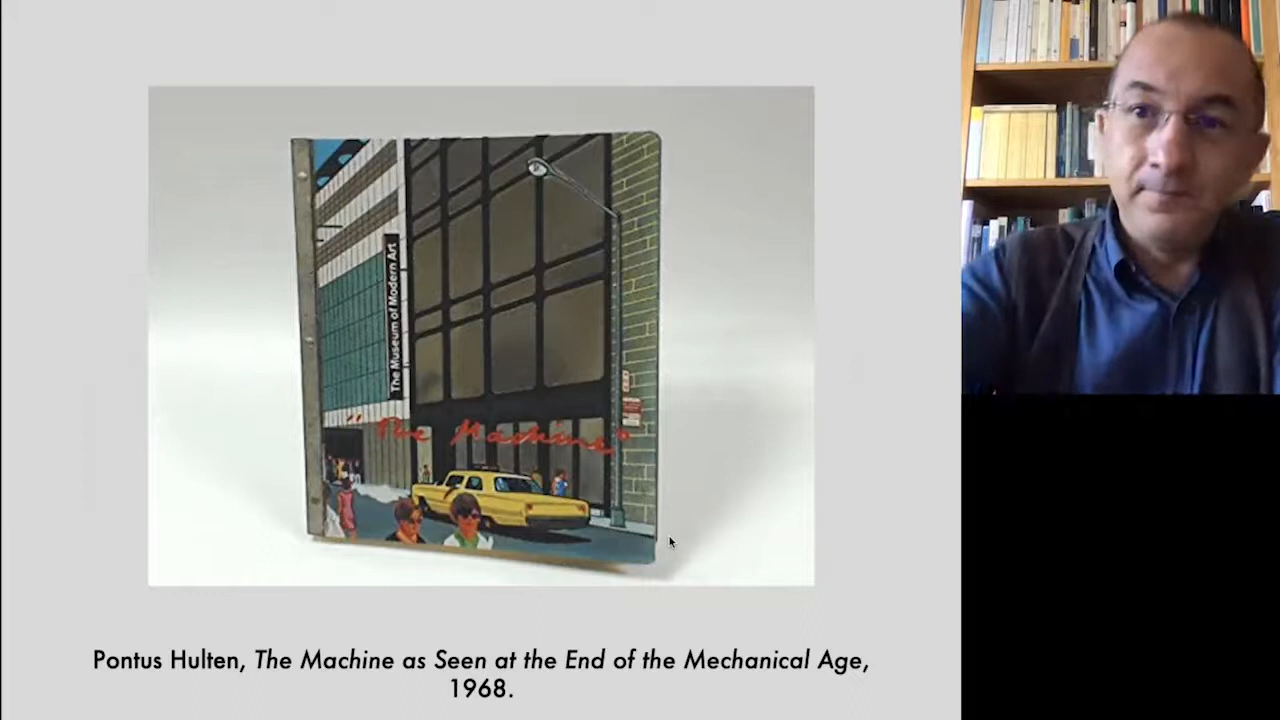 The Museum of Modern Art
"The Machine"
Pontus Hulten, The Machine as Seen at the End of the Mechanical Age,
1968.